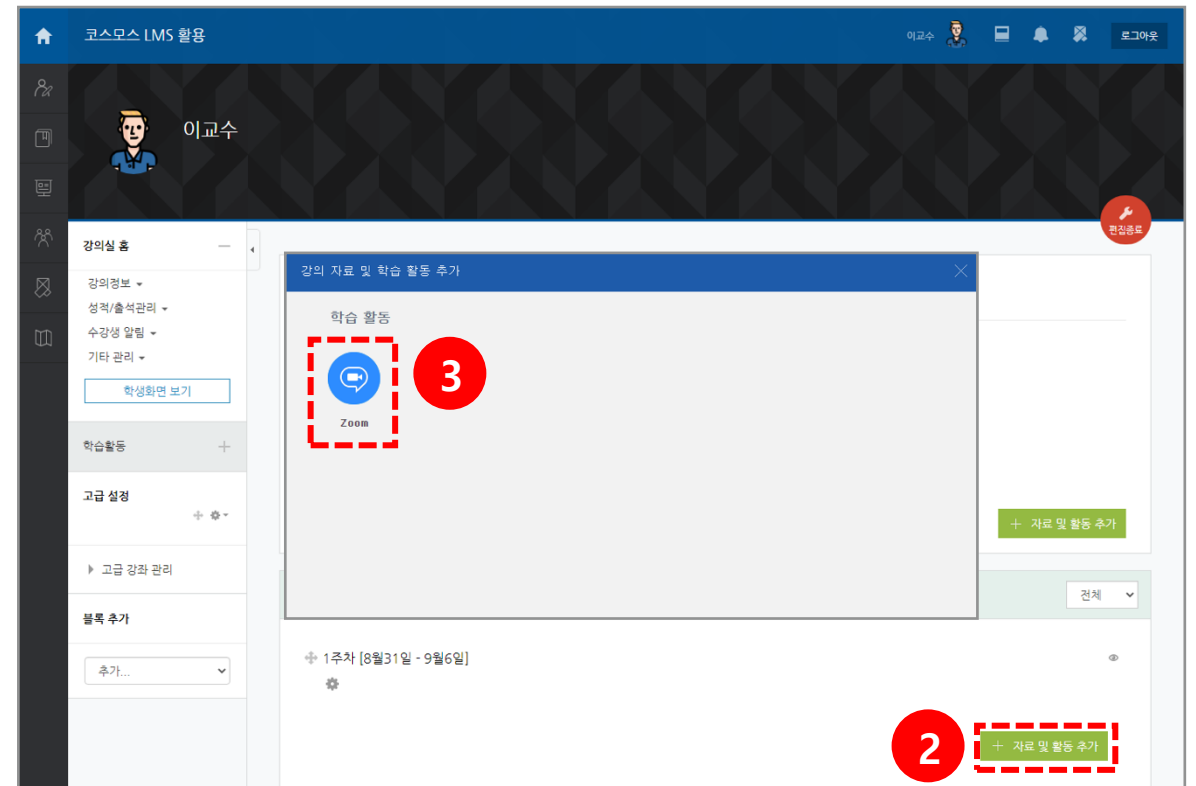 코스모스 LMS 활용
이교수
로그아웃
이교수
편집종료
강의실 홈
강의정보
성적/출석관리
수강생 알림
기타 관리
학생화면 보기
학습활동
고급 설정
고급 강좌 관리
블록 추가
추가...
강의 자료 및 학습 활동 추가
학습 활동
3
Zoom
+ 자료 및 활동 추가
전체
1주차 [8월31일 - 9월6일]
2
+ 자료 및 활동 추가